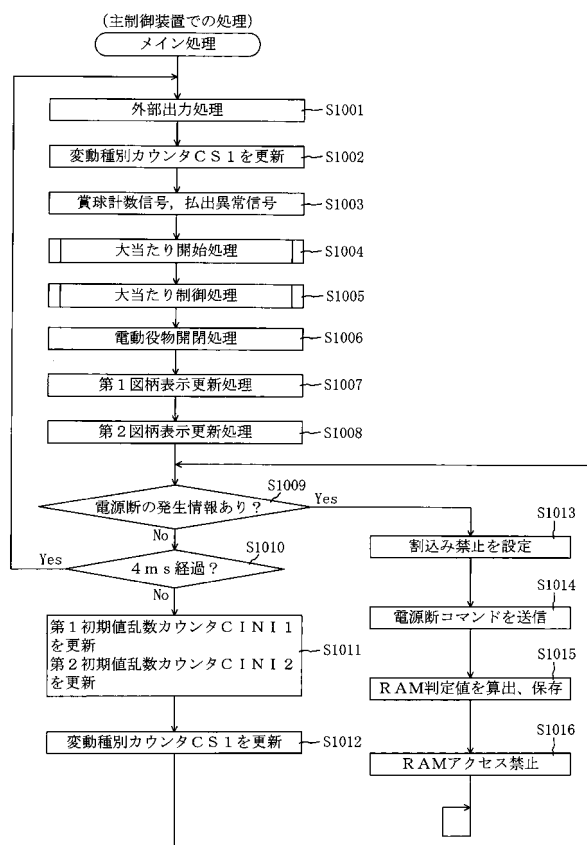 (主制御装置での処理)
メイン処理
外部出力処理
S1001
変動種別カウンタCS1を更新
S1002
賞球計数信号,払出異常信号
S1003
大当たり開始処理
S1004
大当たり制御処理
S1005
電動役物開閉処理
S1006
第1図柄表示更新処理
S1007
第2図柄表示更新処理
S1008
電源断の発生情報あり?
S1009
Yes
No
4ms経過?
S1010
Yes
No
第1初期値乱数カウンタCINI1
を更新
第2初期値乱数カウンタCINI2
を更新
S1011
変動種別カウンタCS1を更新
S1012
割込み禁止を設定
S1013
電源断コマンドを送信
S1014
RAM判定値を算出、保存
S1015
RAMアクセス禁止
S1016